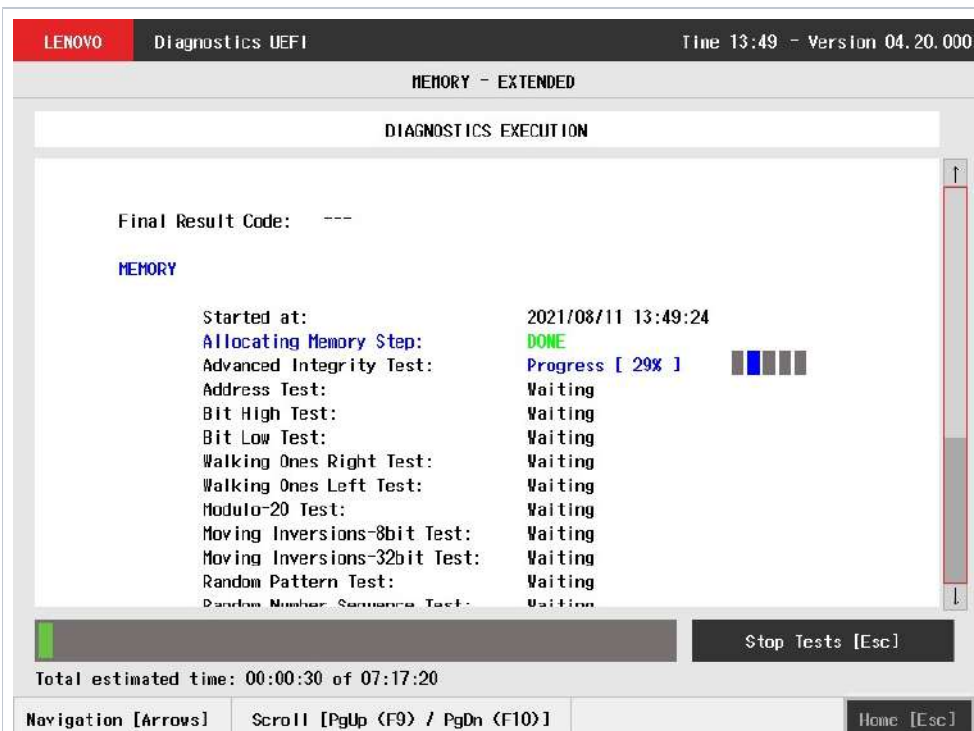 LENOVO Diagnostics UEFI Time 13:49 - Version 04.20.000
MEMORY - EXTENDED
DIAGNOSTICS EXECUTION
↑
Final Result Code: ---
MEMORY
Started at: 2021/08/11 13:49:24
Allocating Memory Step: DONE
Advanced Integrity Test: Progress [ 29% ]
Address Test: Waiting
Bit High Test: Waiting
Bit Low Test: Waiting
Walking Ones Right Test: Waiting
Walking Ones Left Test: Waiting
Modulo-20 Test: Waiting
Moving Inversions-8bit Test: Waiting
Moving Inversions-32bit Test: Waiting
Random Pattern Test: Waiting
Random Number Sequence Test: Waiting
↓
Stop Tests [Esc]
Total estimated time: 00:00:30 of 07:17:20
Navigation [Arrows] Scroll [PgUp (F9) / PgDn (F10)] Home [Esc]